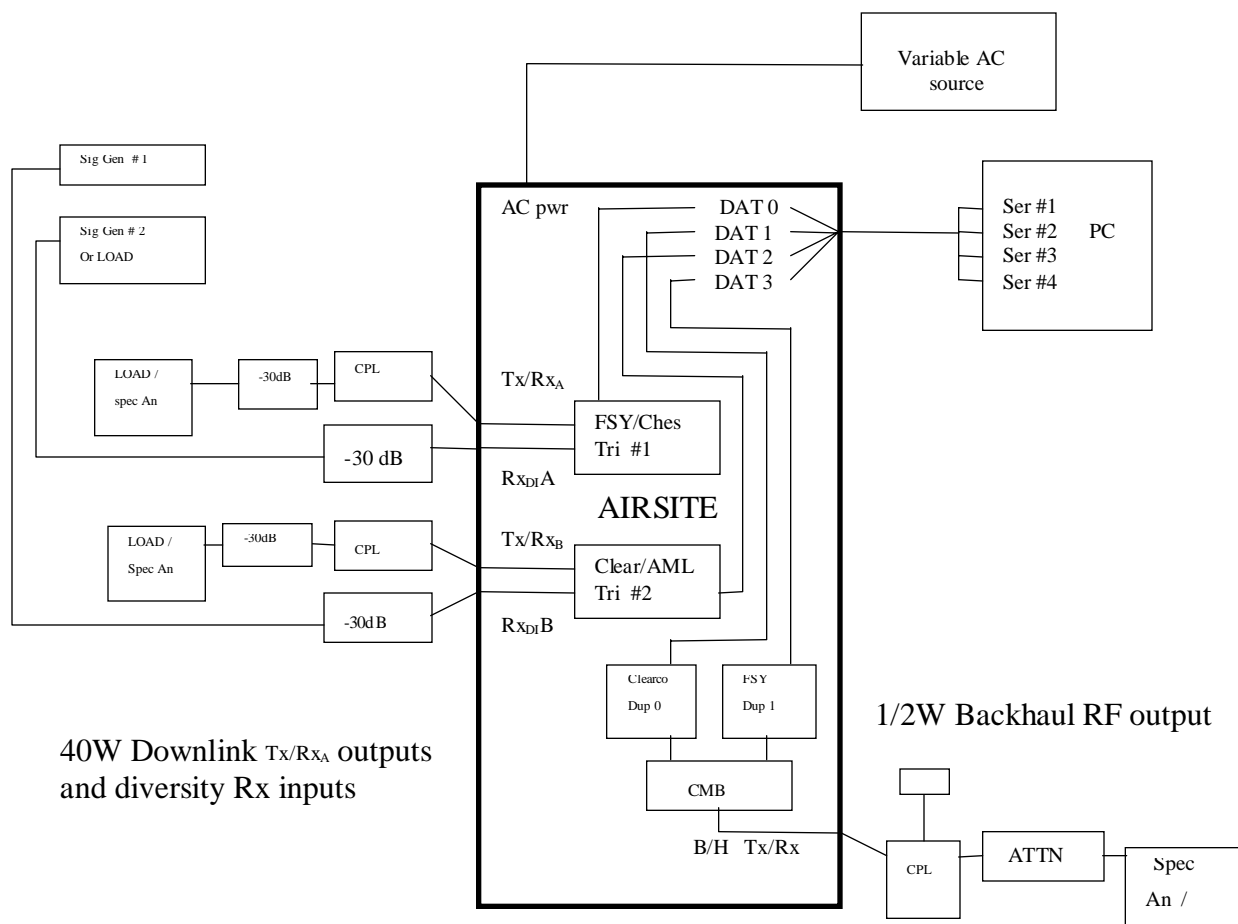 Variable AC
source
Sig Gen # 1
Sig Gen # 2
Or LOAD
AC pwr
DAT 0
DAT 1
DAT 2
DAT 3
Ser #1
Ser #2
Ser #3
Ser #4
PC
LOAD /
spec An
-30dB
CPL
Tx/RxA
FSY/Ches
Tri #1
-30 dB
RxDIA
AIRSITE
LOAD /
Spec An
-30dB
CPL
Tx/RxB
Clear/AML
Tri #2
-30dB
RxDIB
Clearco
Dup 0
FSY
Dup 1
1/2W Backhaul RF output
40W Downlink Tx/RxA outputs
and diversity Rx inputs
CMB
B/H Tx/Rx
CPL
ATTN
Spec
An /